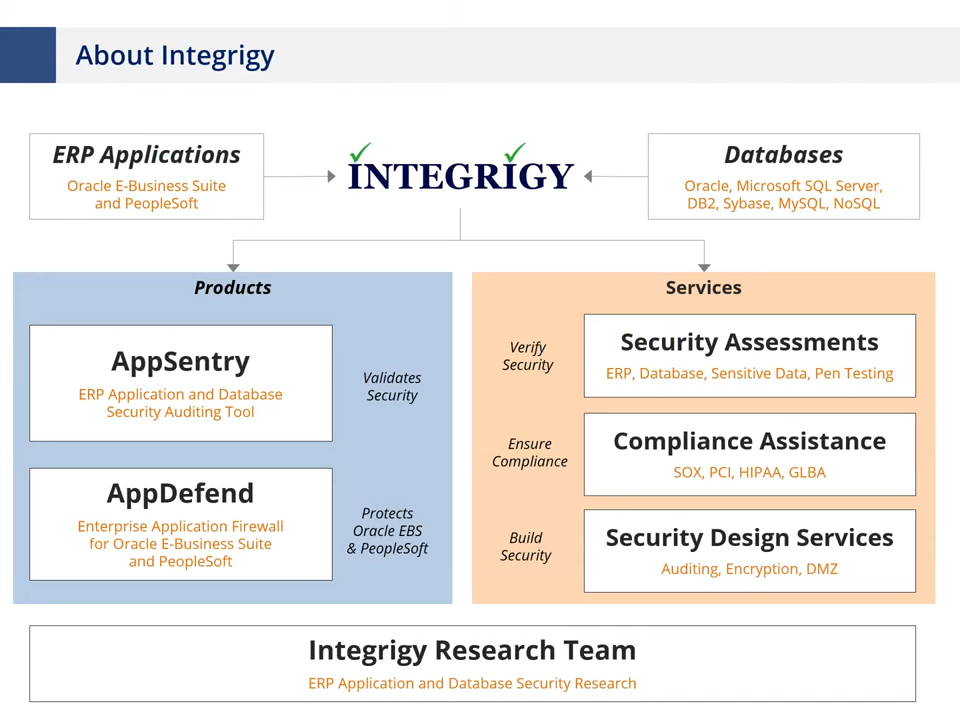 About Integrigy
ERP Applications
Oracle E-Business Suite
and PeopleSoft
INTEGRIGY
Databases
Oracle, Microsoft SQL Server,
DB2, Sybase, MySQL, NoSQL
Products
AppSentry
ERP Application and Database
Security Auditing Tool
Validates
Security
AppDefend
Enterprise Application Firewall
for Oracle E-Business Suite
and PeopleSoft
Protects
Oracle EBS
& PeopleSoft
Services
Verify
Security
Security Assessments
ERP, Database, Sensitive Data, Pen Testing
Ensure
Compliance
Compliance Assistance
SOX, PCI, HIPAA, GLBA
Build
Security
Security Design Services
Auditing, Encryption, DMZ
Integrigy Research Team
ERP Application and Database Security Research